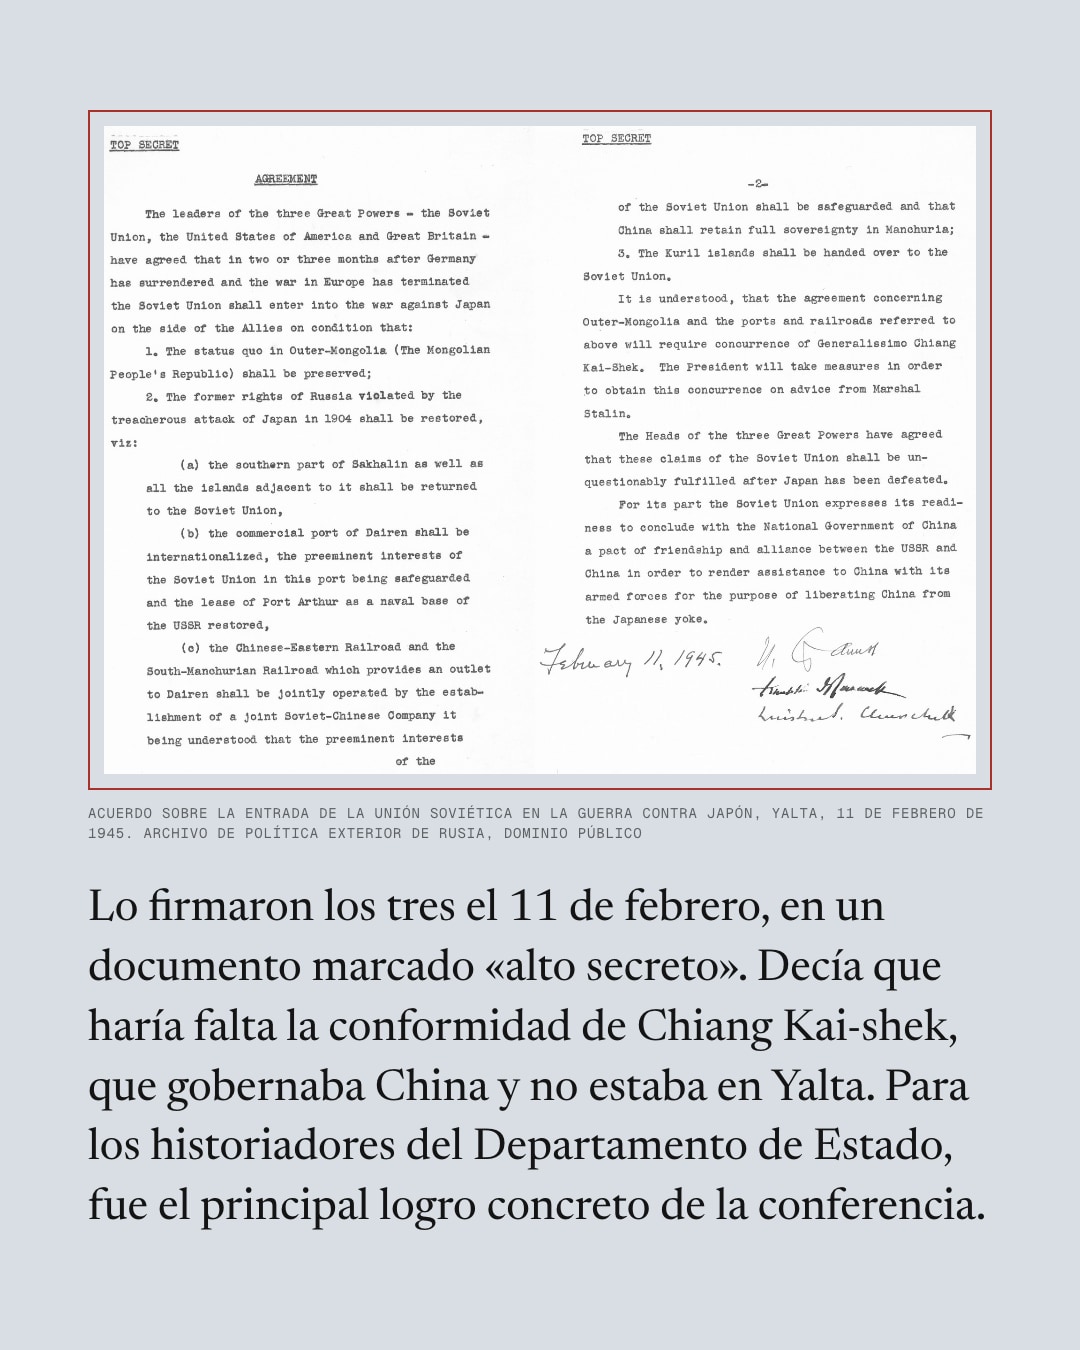 TOP SECRET
AGREEMENT
The leaders of the three Great Powers - the Soviet
Union, the United States of America and Great Britain -
have agreed that in two or three months after Germany
has surrendered and the war in Europe has terminated
the Soviet Union shall enter into the war against Japan
on the side of the Allies on condition that:
1. The status quo in Outer-Mongolia (The Mongolian
People's Republic) shall be preserved;
2. The former rights of Russia violated by the
treacherous attack of Japan in 1904 shall be restored,
viz:
(a) the southern part of Sakhalin as well as
all the islands adjacent to it shall be returned
to the Soviet Union,
(b) the commercial port of Dairen shall be
internationalized, the preeminent interests of
the Soviet Union in this port being safeguarded
and the lease of Port Arthur as a naval base of
the USSR restored,
(c) the Chinese-Eastern Railroad and the
South-Manchurian Railroad which provides an outlet
to Dairen shall be jointly operated by the estab-
lishment of a joint Soviet-Chinese Company it
being understood that the preeminent interests
of the
TOP SECRET
-2-
of the Soviet Union shall be safeguarded and that
China shall retain full sovereignty in Manchuria;
3. The Kuril islands shall be handed over to the
Soviet Union.
It is understood, that the agreement concerning
Outer-Mongolia and the ports and railroads referred to
above will require concurrence of Generalissimo Chiang
Kai-Shek. The President will take measures in order
to obtain this concurrence on advice from Marshal
Stalin.
The Heads of the three Great Powers have agreed
that these claims of the Soviet Union shall be un-
questionably fulfilled after Japan has been defeated.
For its part the Soviet Union expresses its readi-
ness to conclude with the National Government of China
a pact of friendship and alliance between the USSR and
China in order to render assistance to China with its
armed forces for the purpose of liberating China from
the Japanese yoke.
February 11, 1945.
ACUERDO SOBRE LA ENTRADA DE LA UNIÓN SOVIÉTICA EN LA GUERRA CONTRA JAPÓN, YALTA, 11 DE FEBRERO DE
1945. ARCHIVO DE POLÍTICA EXTERIOR DE RUSIA, DOMINIO PÚBLICO
Lo firmaron los tres el 11 de febrero, en un
documento marcado «alto secreto». Decía que
haría falta la conformidad de Chiang Kai-shek,
que gobernaba China y no estaba en Yalta. Para
los historiadores del Departamento de Estado,
fue el principal logro concreto de la conferencia.